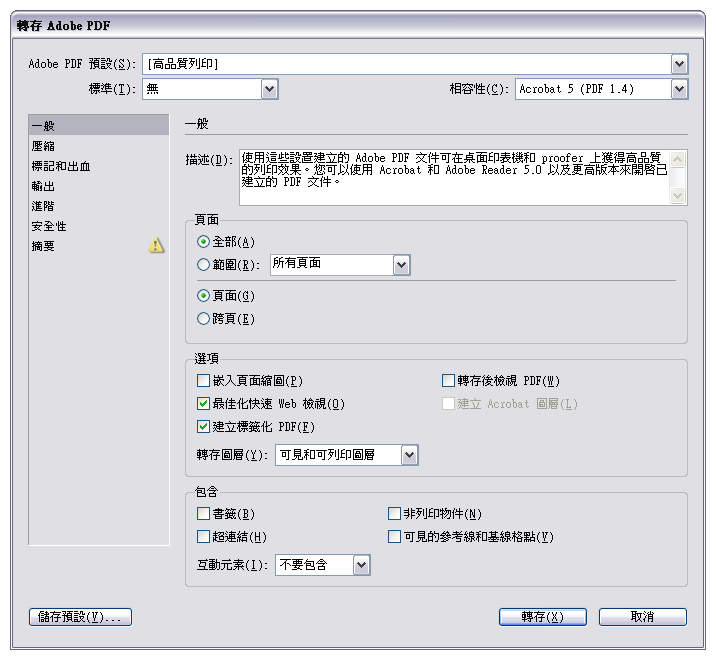 轉存 Adobe PDF
Adobe PDF 預設(S): [高品質列印]
標準(T): 無 相容性(C): Acrobat 5 (PDF 1.4)
一般
壓縮
標記和出血
輸出
進階
安全性
摘要
一般
描述(D): 使用這些設置建立的 Adobe PDF 文件可在桌面印表機和 proofer 上獲得高品質
的列印效果。您可以使用 Acrobat 和 Adobe Reader 5.0 以及更高版本來開啓已
建立的 PDF 文件。
頁面
全部(A)
範圍(R): 所有頁面
頁面(G)
跨頁(E)
選項
嵌入頁面縮圖(P) 轉存後檢視 PDF(W)
最佳化快速 Web 檢視(O) 建立 Acrobat 圖層(L)
建立標籤化 PDF(F)
轉存圖層(Y): 可見和可列印圖層
包含
書籤(B) 非列印物件(N)
超連結(H) 可見的參考線和基線格點(V)
互動元素(I): 不要包含
儲存預設(V)... 轉存(X) 取消